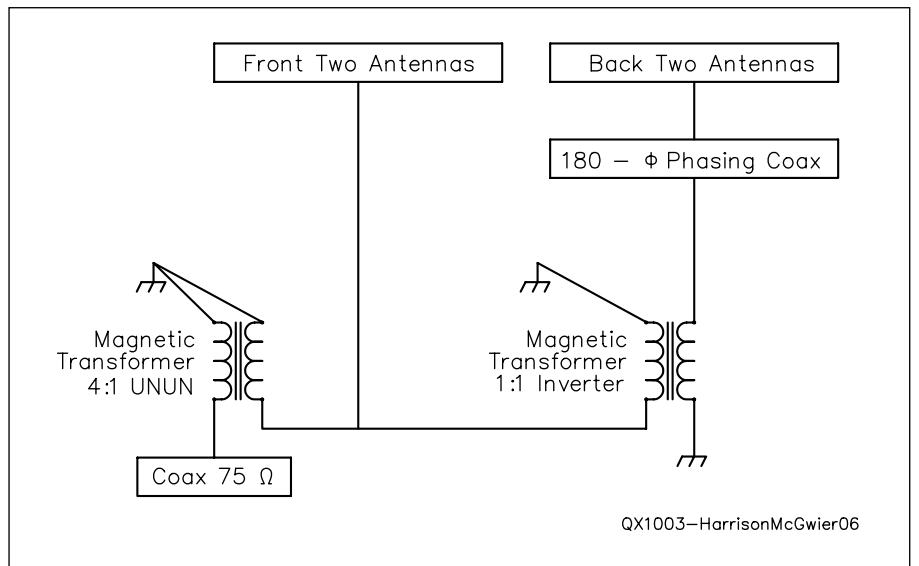 Front Two Antennas
Back Two Antennas
180 – ϕ Phasing Coax
Magnetic
Transformer
4:1 UNUN
Magnetic
Transformer
1:1 Inverter
Coax 75 Ω
QX1003–HarrisonMcGwier06